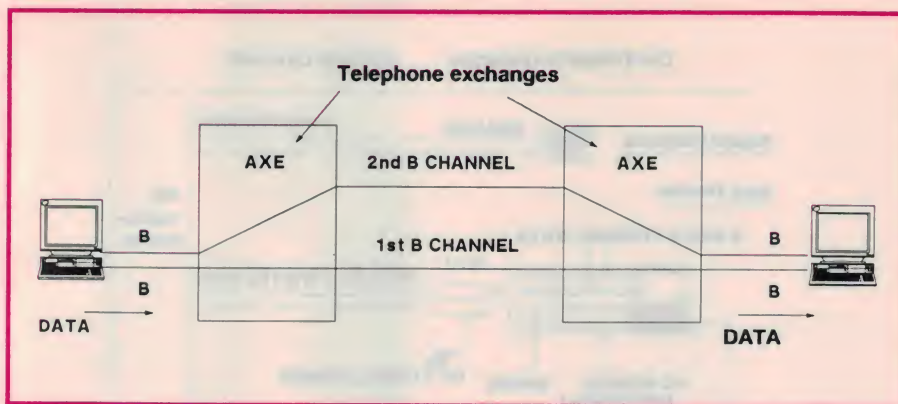 Telephone exchanges
AXE
2nd B CHANNEL
AXE
B
1st B CHANNEL
B
B
B
DATA
DATA